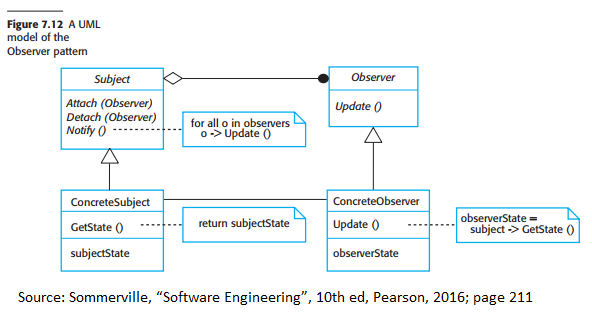 Figure 7.12 A UML
model of the
Observer pattern
Subject
Attach (Observer)
Detach (Observer)
Notify ()
for all o in observers
o -> Update ()
Observer
Update ()
ConcreteSubject
GetState ()
subjectState
return subjectState
ConcreteObserver
Update ()
observerState
observerState =
subject -> GetState ()
Source: Sommerville, “Software Engineering”, 10th ed, Pearson, 2016; page 211